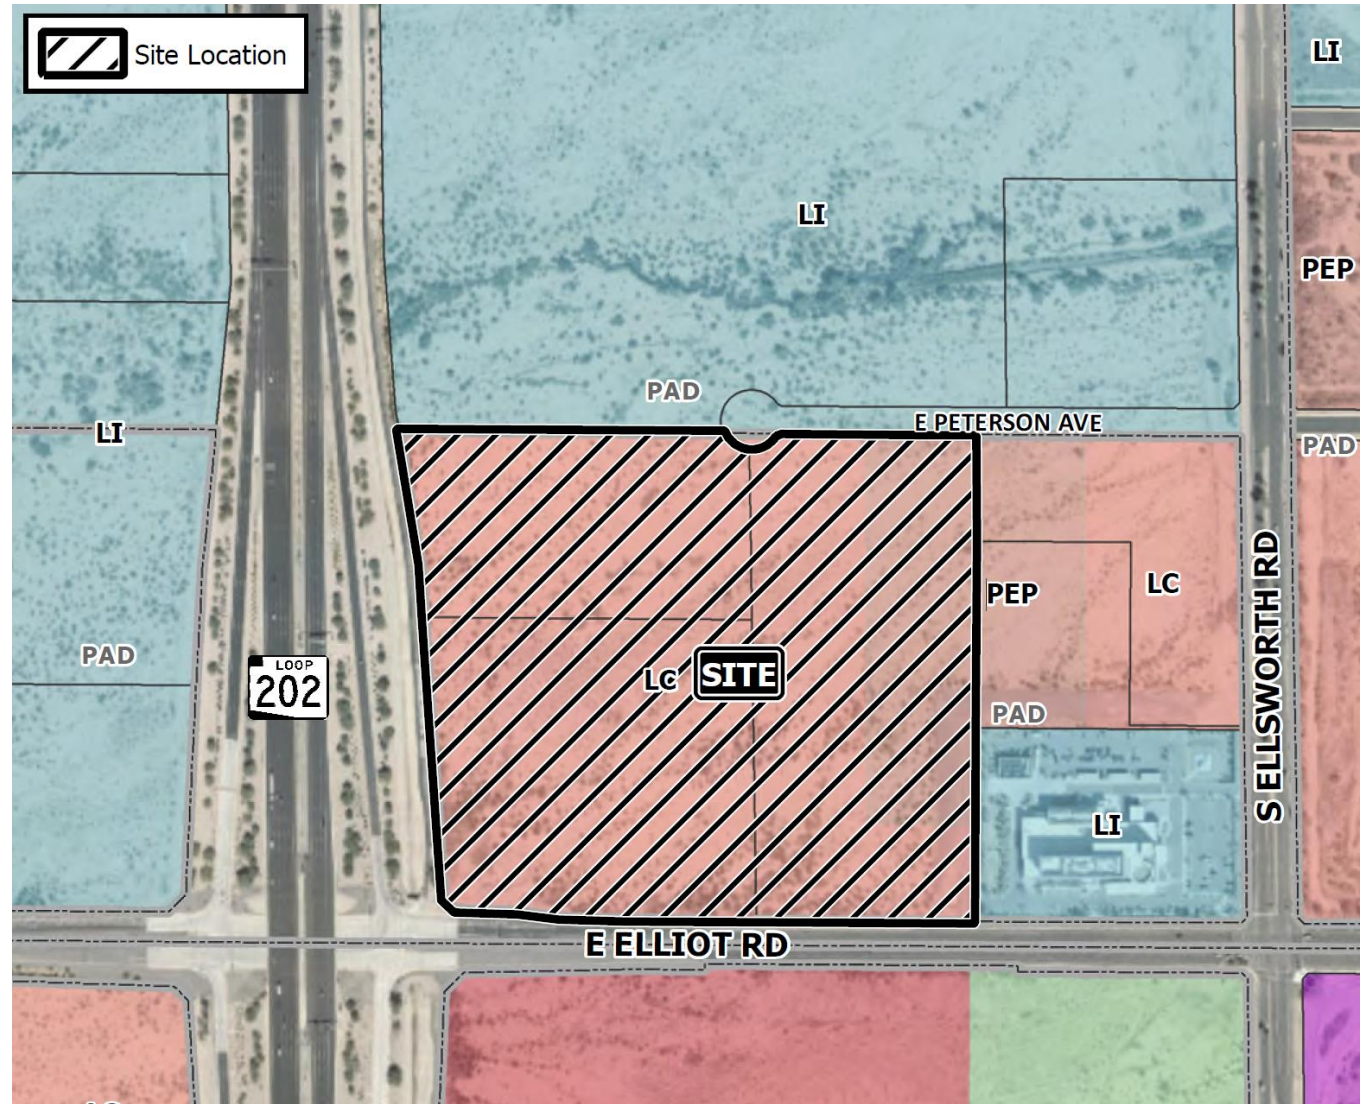 Site Location
LI
LI
PEP
PAD
E PETERSON AVE
LI
PAD
PEP
LC
S ELLSWORTH RD
PAD
LOOP
202
LC
SITE
PAD
LI
E ELLIOT RD